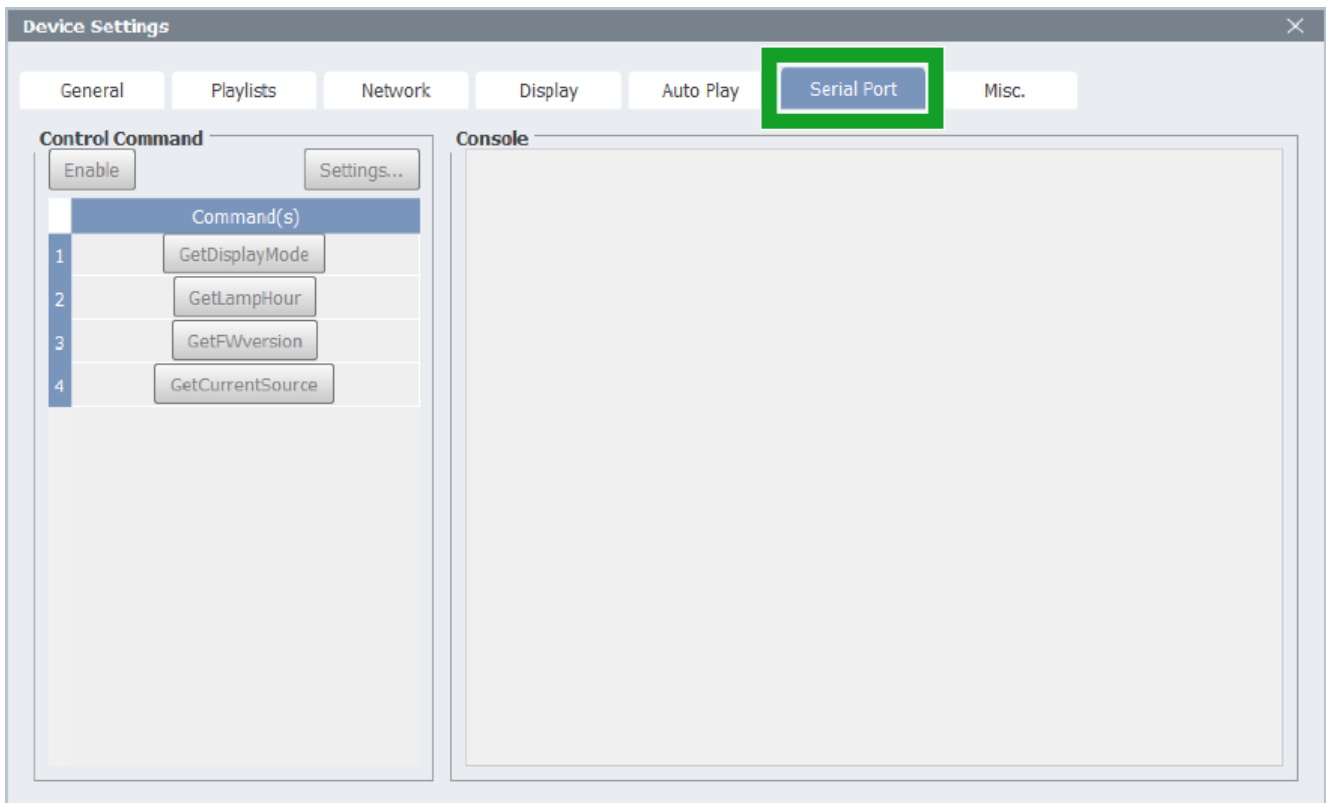 Device Settings
General Playlists Network Display Auto Play Serial Port Misc.
Control Command
Enable Settings...
Command(s)
1 GetDisplayMode
2 GetLampHour
3 GetFWversion
4 GetCurrentSource
Console